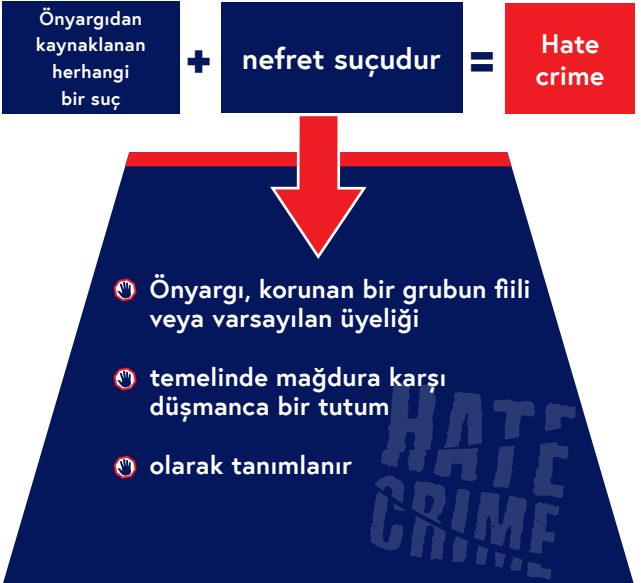 Önyargıdan
kaynaklanan
herhangi
bir suç
+
nefret suçudur
=
Hate
crime
Önyargı, korunan bir grubun fiili
veya varsayılan üyeliği
temelinde mağdura karşı
düşmanca bir tutum
olarak tanımlanır
HATE
CRIME